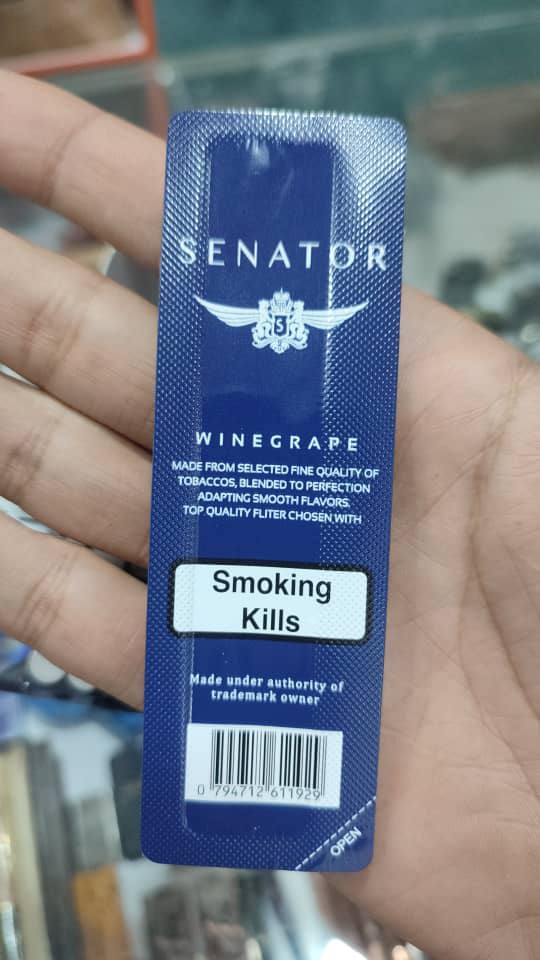 SENATOR
S
WINEGRAPE
MADE FROM SELECTED FINE QUALITY OF
TOBACCOS, BLENDED TO PERFECTION
ADAPTING SMOOTH FLAVORS.
TOP QUALITY FLITER CHOSEN WITH
Smoking
Kills
Made under authority of
trademark owner
0 794712 611929
OPEN